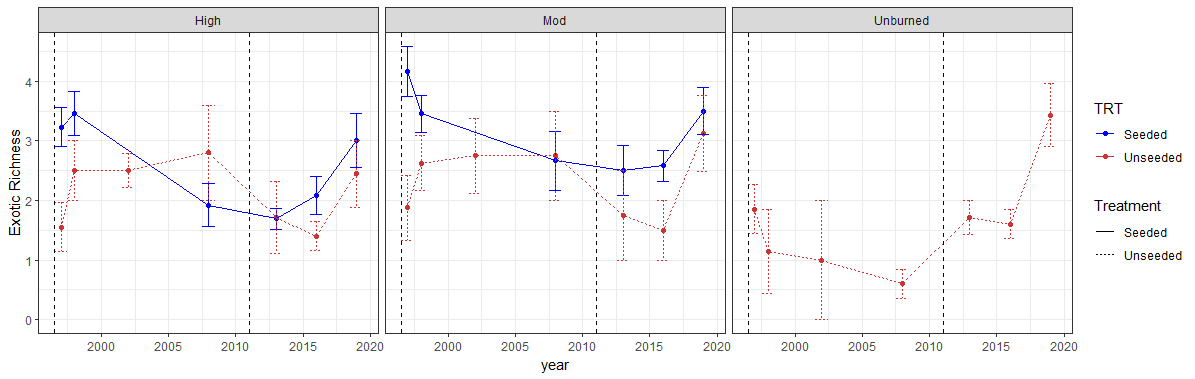 High Mod Unburned
Exotic Richness
4
3
2
1
0
2000 2005 2010 2015 2020 2000 2005 2010 2015 2020 2000 2005 2010 2015 2020
year
TRT
Seeded
Unseeded
Treatment
Seeded
Unseeded